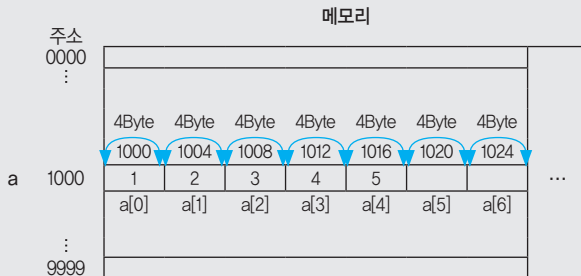 메모리
주소
0000
⋮
4Byte 4Byte 4Byte 4Byte 4Byte 4Byte 4Byte
1000 1004 1008 1012 1016 1020 1024
a 1000 1 2 3 4 5 …
a[0] a[1] a[2] a[3] a[4] a[5] a[6]
⋮
9999